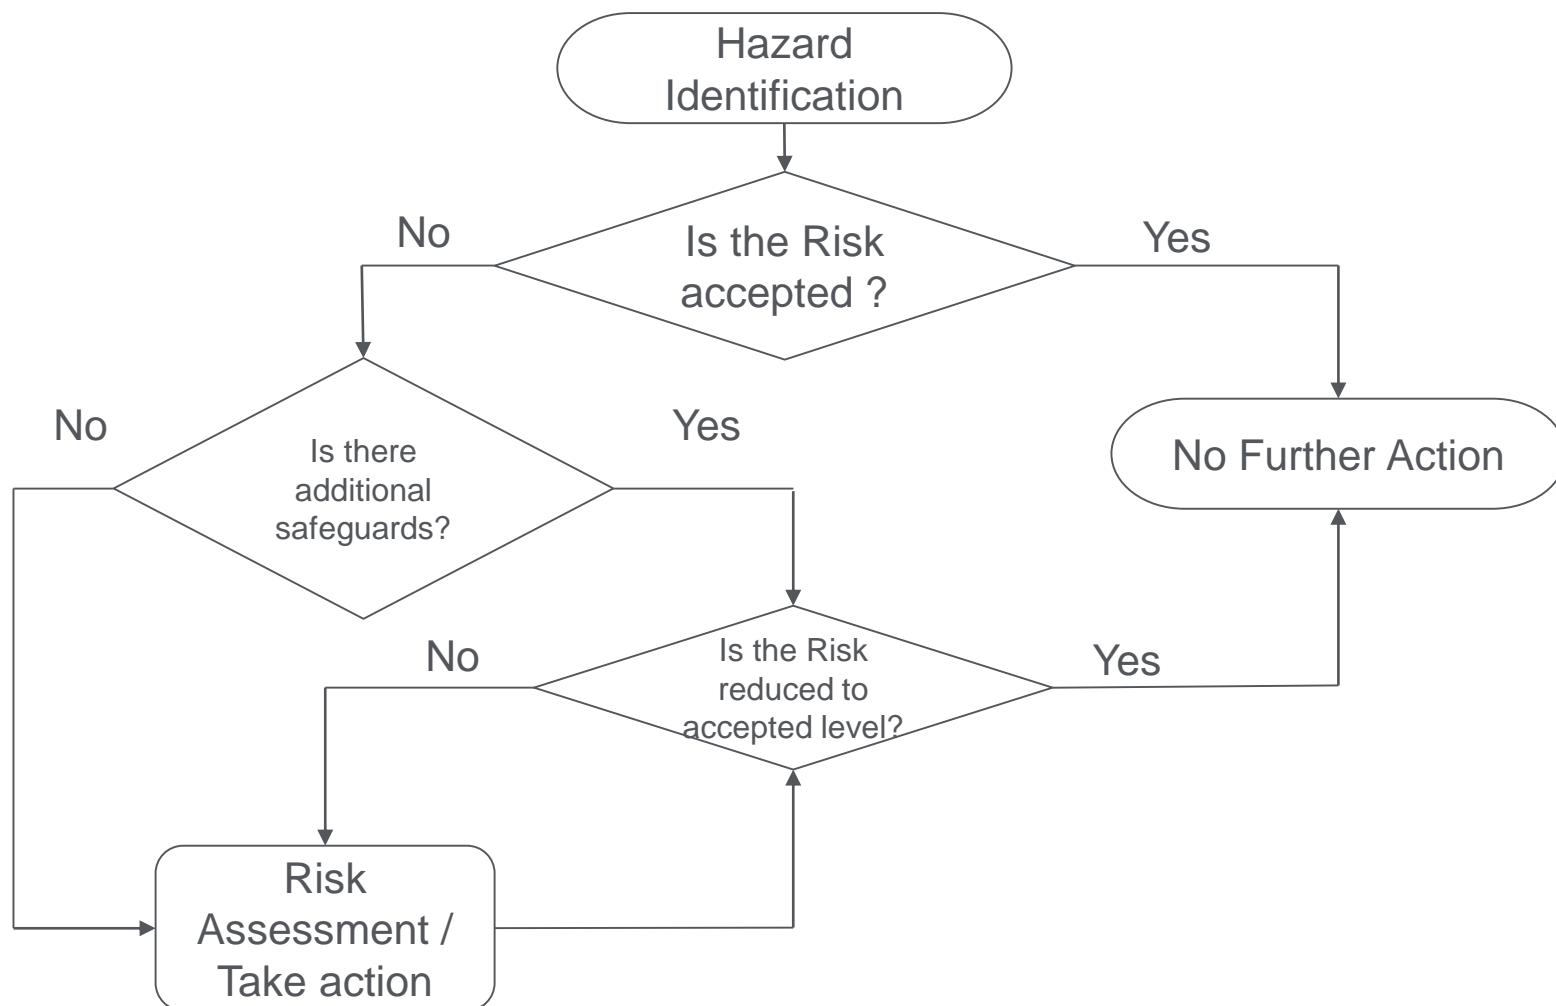 Hazard
Identification
No
Is the Risk
accepted ?
Yes
No
Is there
additional
safeguards?
Yes
No Further Action
No
Is the Risk
reduced to
accepted level?
Yes
Risk
Assessment /
Take action